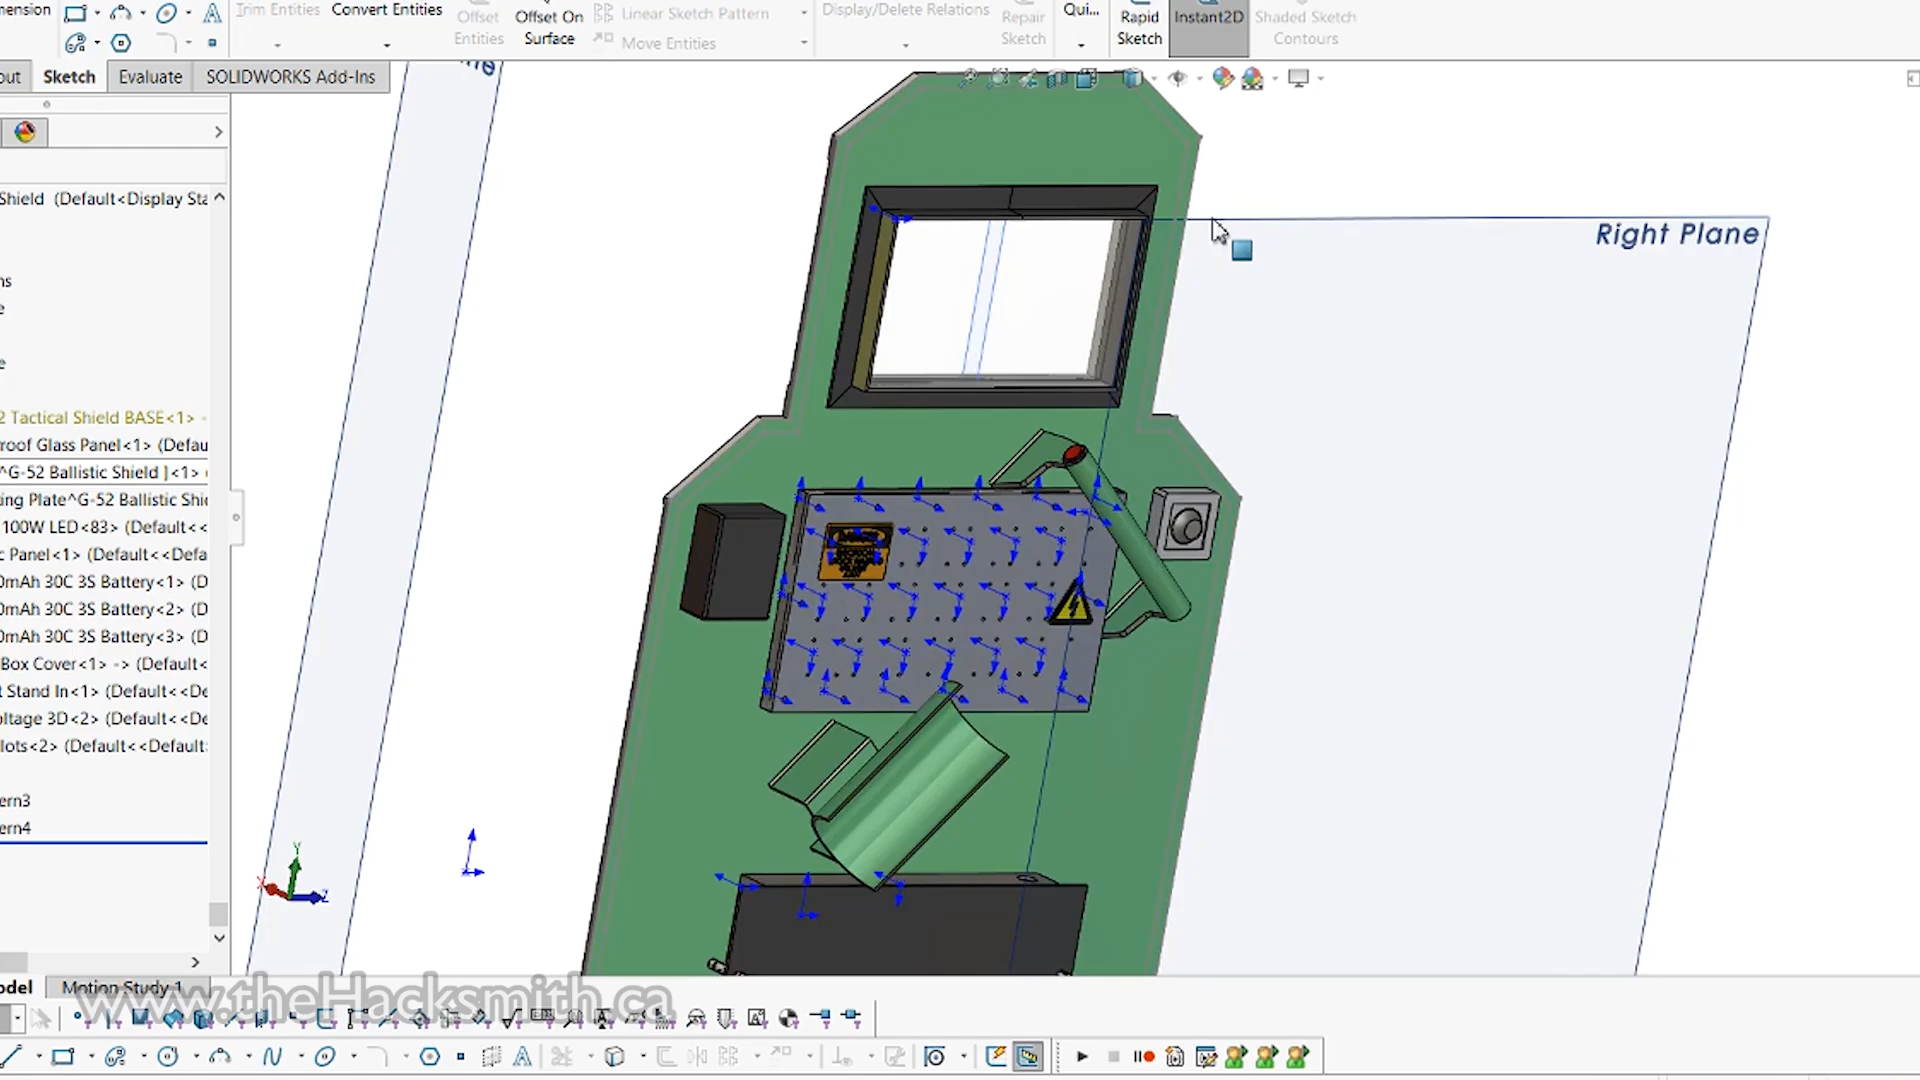 mension
Trim Entities
Convert Entities
Offset Entities
Offset On Surface
Linear Sketch Pattern
Move Entities
Display/Delete Relations
Repair Sketch
Qui...
Rapid Sketch
Instant2D
Shaded Sketch Contours
out
Sketch
Evaluate
SOLIDWORKS Add-Ins
Right Plane
Shield (Default<Display Sta
ns
e
e
2 Tactical Shield BASE<1> -
roof Glass Panel<1> (Defau
^G-52 Ballistic Shield ]<1>
king Plate^G-52 Ballistic Shie
100W LED<83> (Default<<
c Panel<1> (Default<<Defa
0mAh 30C 3S Battery<1> (D
0mAh 30C 3S Battery<2> (D
0mAh 30C 3S Battery<3> (D
Box Cover<1> -> (Default<
t Stand In<1> (Default<<De
oltage 3D<2> (Default<<De
lots<2> (Default<<Default
ern3
ern4
Y
X
Z
odel
Motion Study 1
www.theHacksmith.ca